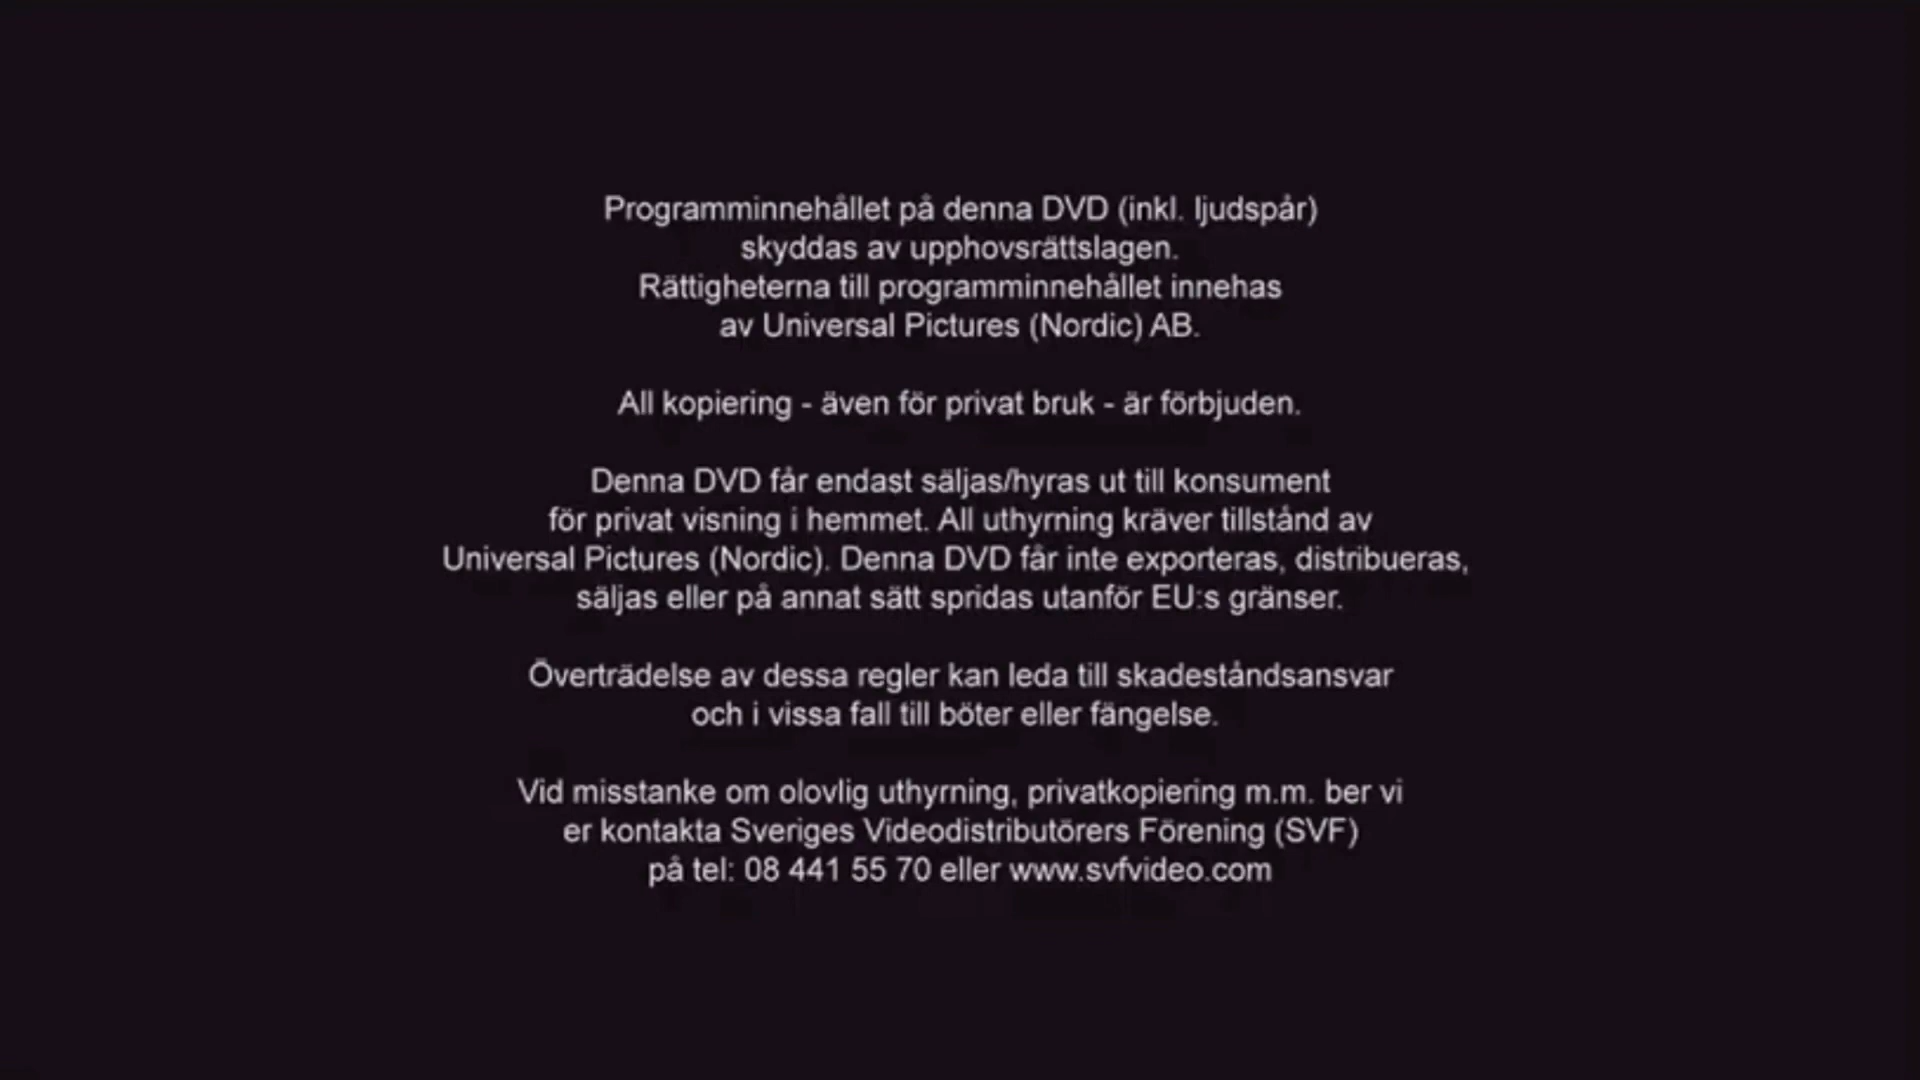 Programminnehållet på denna DVD (inkl. ljudspår)
skyddas av upphovsrättslagen.
Rättigheterna till programminnehållet innehas
av Universal Pictures (Nordic) AB.
All kopiering - även för privat bruk - är förbjuden.
Denna DVD får endast säljas/hyras ut till konsument
för privat visning i hemmet. All uthyrning kräver tillstånd av
Universal Pictures (Nordic). Denna DVD får inte exporteras, distribueras,
säljas eller på annat sätt spridas utanför EU:s gränser.
Överträdelse av dessa regler kan leda till skadeståndsansvar
och i vissa fall till böter eller fängelse.
Vid misstanke om olovlig uthyrning, privatkopiering m.m. ber vi
er kontakta Sveriges Videodistributörers Förening (SVF)
på tel: 08 441 55 70 eller www.svfvideo.com